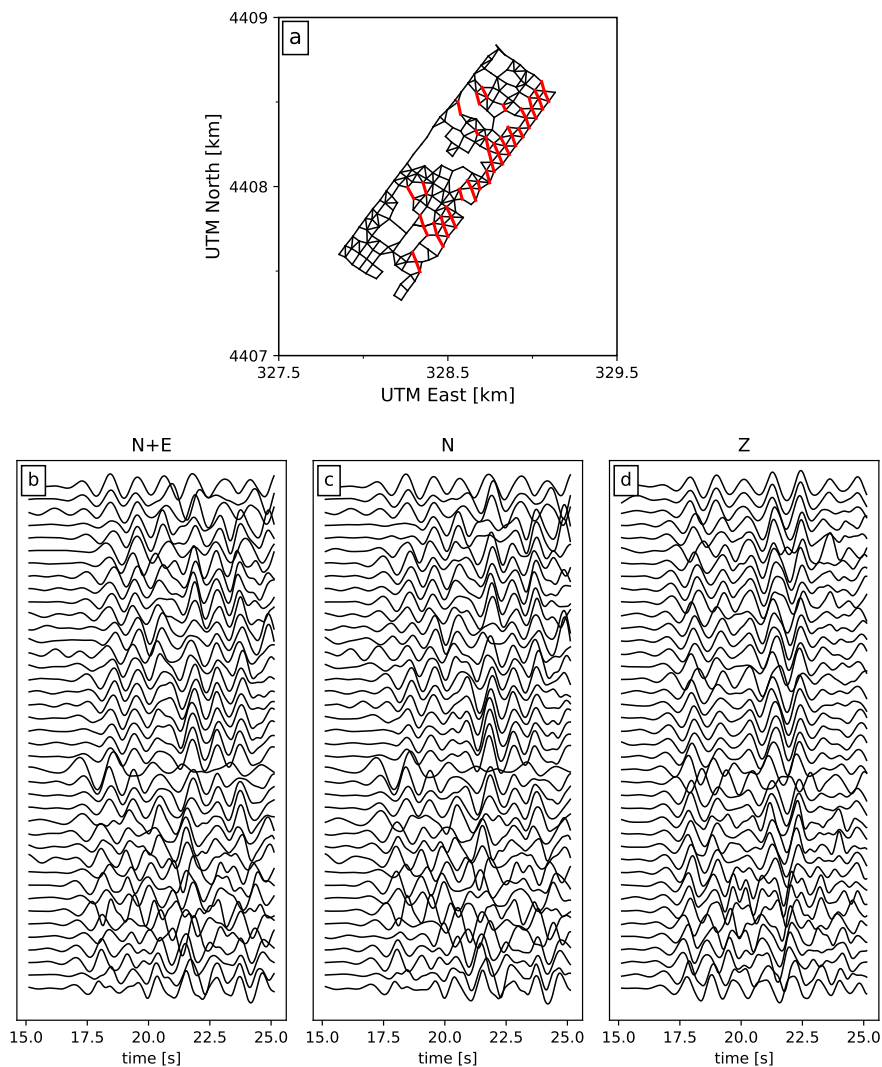 4409
a
4408
UTM North [km]
4407
327.5 328.5 329.5
UTM East [km]
N+E N Z
b c d
15.0 17.5 20.0 22.5 25.0 15.0 17.5 20.0 22.5 25.0 15.0 17.5 20.0 22.5 25.0
time [s] time [s] time [s]